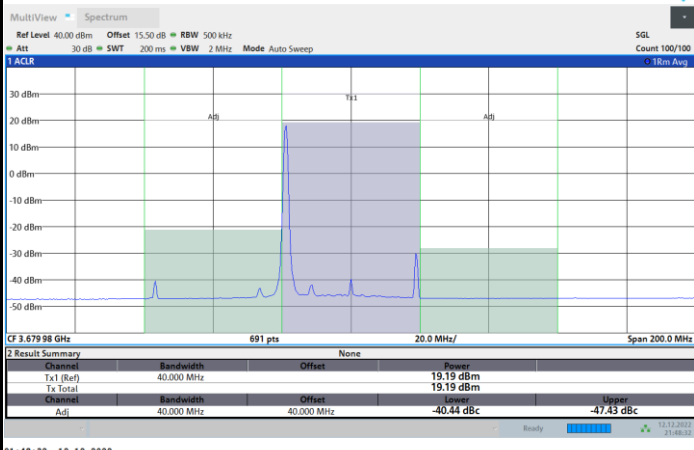 MultiView Spectrum
Ref Level 40.00 dBm Offset 15.50 dB RBW 500 kHz SGL
Att 30 dB SWT 200 ms VBW 2 MHz Mode Auto Sweep Count 100/100
1 ACLR 1Rm Avg
30 dBm
Tx1
20 dBm
Adj Adj
10 dBm
0 dBm
-10 dBm
-20 dBm
-30 dBm
-40 dBm
-50 dBm
CF 3.67998 GHz 691 pts 20.0 MHz/ Span 200.0 MHz
2 Result Summary None
Channel Bandwidth Offset Power
Tx1 (Ref) 40.000 MHz 19.19 dBm
Tx Total 19.19 dBm
Channel Bandwidth Offset Lower Upper
Adj 40.000 MHz 40.000 MHz -40.44 dBc -47.43 dBc
Ready 12.12.2022
21:48:32